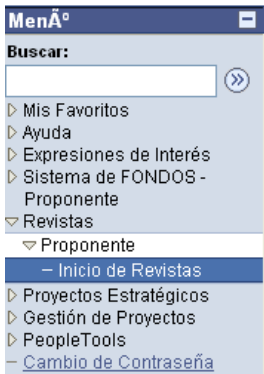 MenÃº
Buscar:
Mis Favoritos
Ayuda
Expresiones de Interés
Sistema de FONDOS -
Proponente
Revistas
Proponente
– Inicio de Revistas
Proyectos Estratégicos
Gestión de Proyectos
PeopleTools
– Cambio de Contraseña